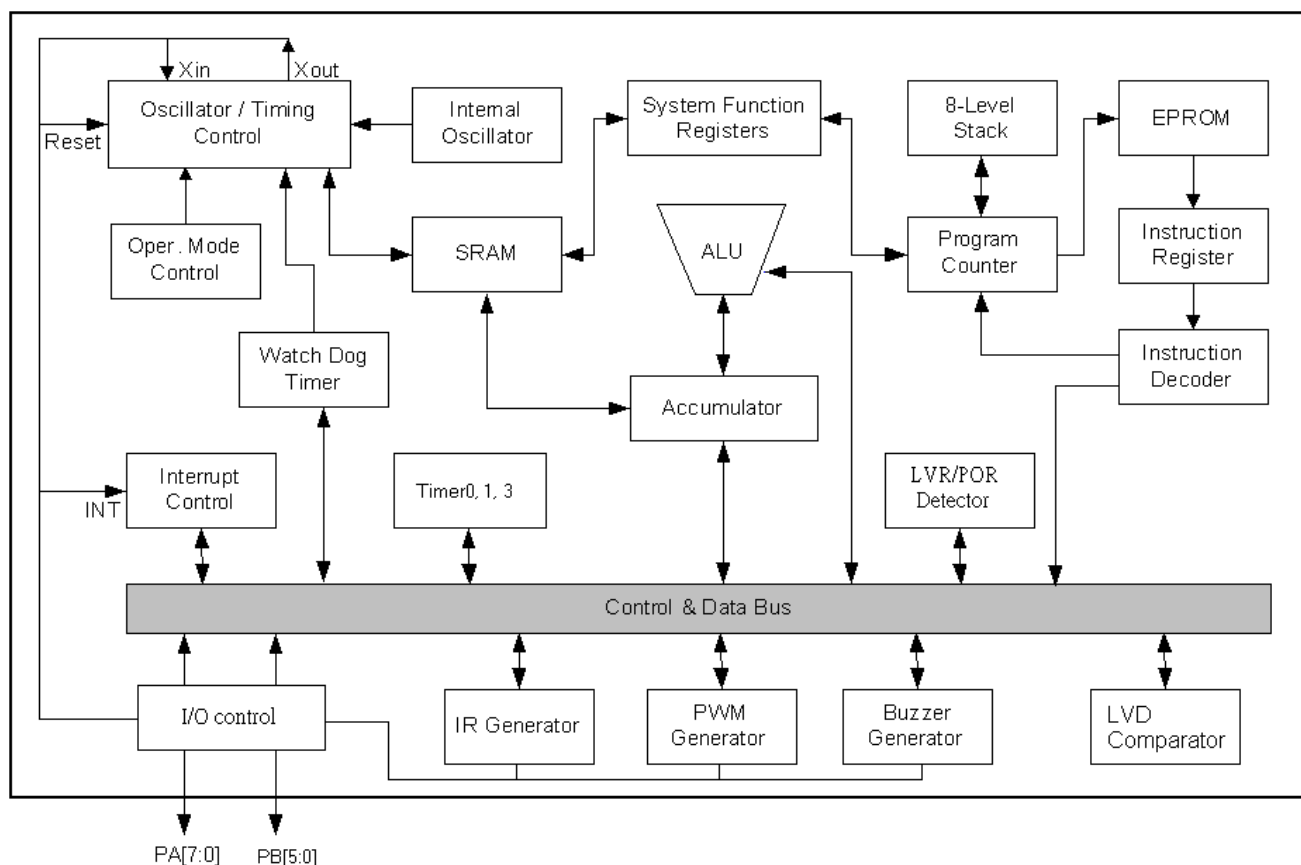 Xin
Xout
Oscillator / Timing
Control
Reset
Internal
Oscillator
System Function
Registers
8-Level
Stack
EPROM
Oper. Mode
Control
SRAM
ALU
Program
Counter
Instruction
Register
Watch Dog
Timer
Accumulator
Instruction
Decoder
Interrupt
Control
INT
Timer0, 1, 3
LVR/POR
Detector
Control & Data Bus
I/O control
IR Generator
PWM
Generator
Buzzer
Generator
LVD
Comparator
PA[7:0]
PB[5:0]